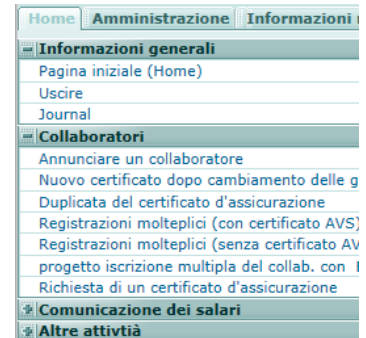 Home Amministrazione Informazioni
Informazioni generali
Pagina iniziale (Home)
Uscire
Journal
Collaboratori
Annunciare un collaboratore
Nuovo certificato dopo cambiamento delle g
Duplicata del certificato d'assicurazione
Registrazioni molteplici (con certificato AVS)
Registrazioni molteplici (senza certificato AV
progetto iscrizione multipla del collab. con
Richiesta di un certificato d'assicurazione
Comunicazione dei salari
Altre attivtià